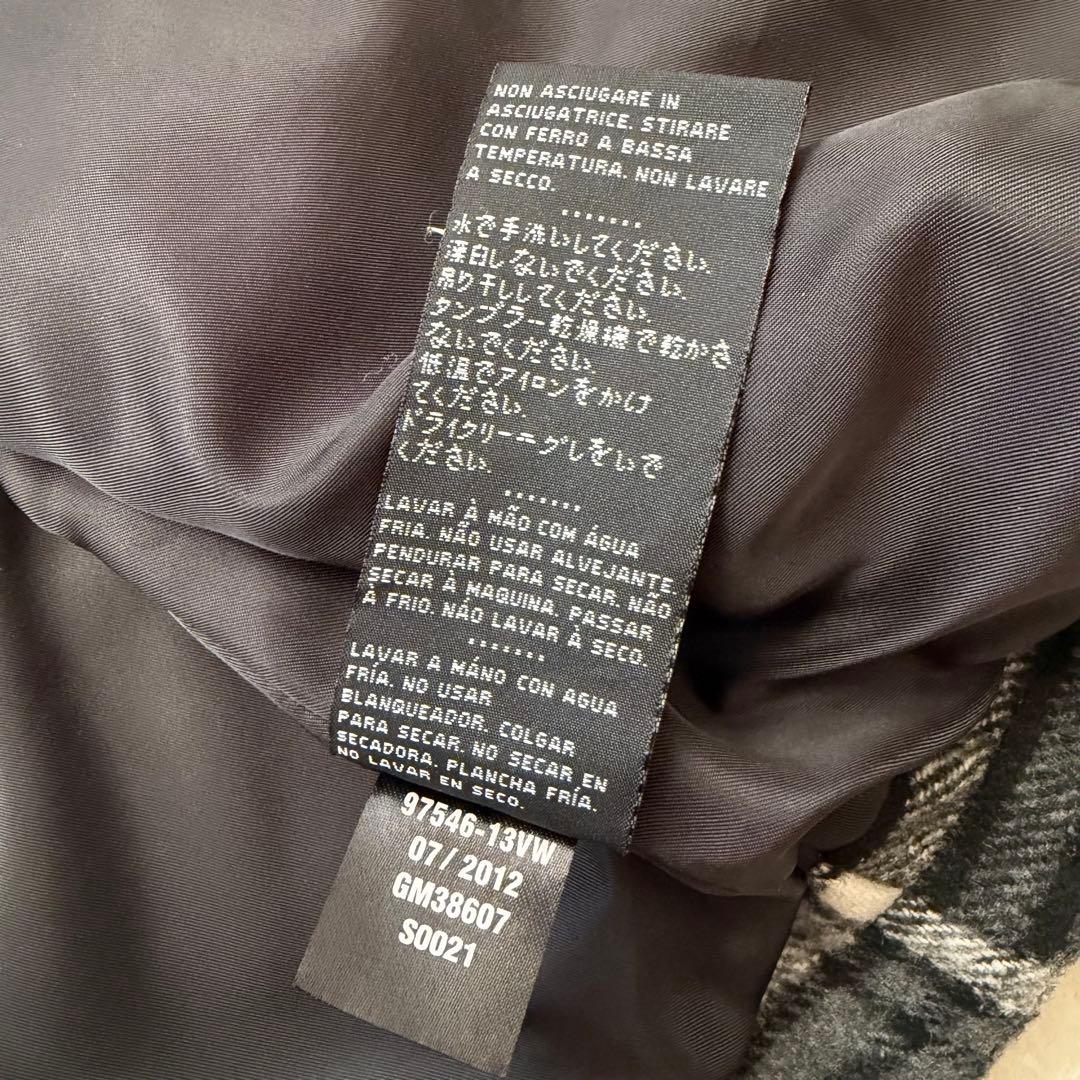 NON ASCIUGARE IN
ASCIUGATRICE. STIRARE
CON FERRO A BASSA
TEMPERATURA. NON LAVARE
A SECCO.
.......
水で手洗いしてください。
漂白しないでください。
吊り干ししてください。
タンブラー乾燥機で乾かさ
ないでください。
低温でアイロンをかけ
てください。
ドライクリーニグしをいで
ください。
.......
LAVAR À MÃO COM ÁGUA
FRIA. NÃO USAR ALVEJANTE.
PENDURAR PARA SECAR. NÃO
SECAR À MAQUINA. PASSAR
À FRIO. NÁO LAVAR À SECO.
.......
LAVAR A MÁNO CON AGUA
FRÍA. NO USAR
BLANQUEADOR. COLGAR
PARA SECAR. NO SECAR EN
SECADORA. PLANCHA FRÍA.
NO LAVAR EN SECO.
97546-13VW
07/2012
GM38607
S0021